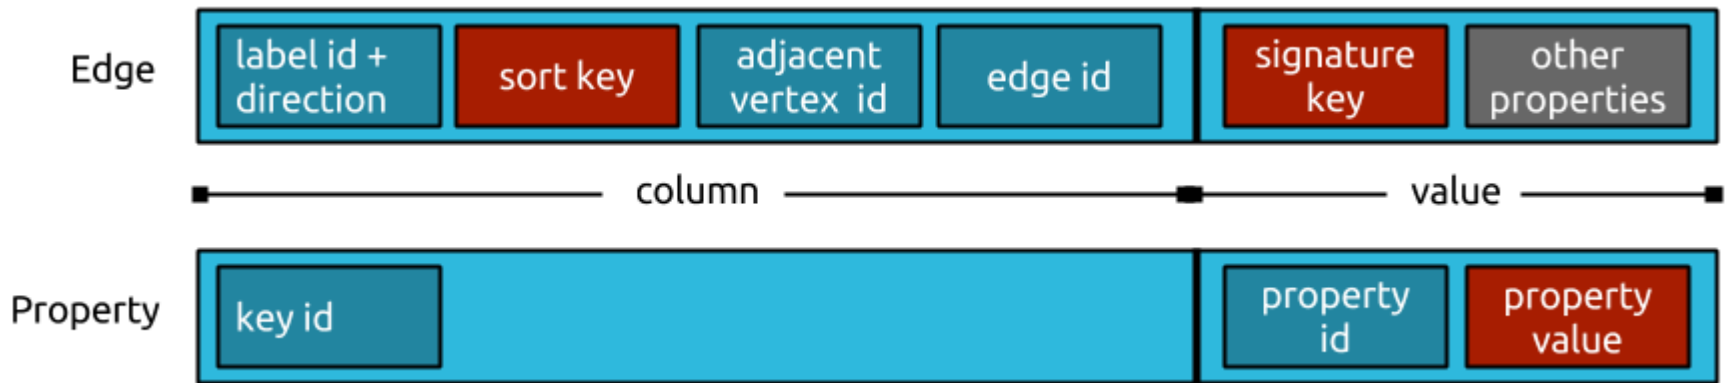 Edge
label id +
direction
sort key
adjacent
vertex id
edge id
signature
key
other
properties
column
value
Property
key id
property
id
property
value